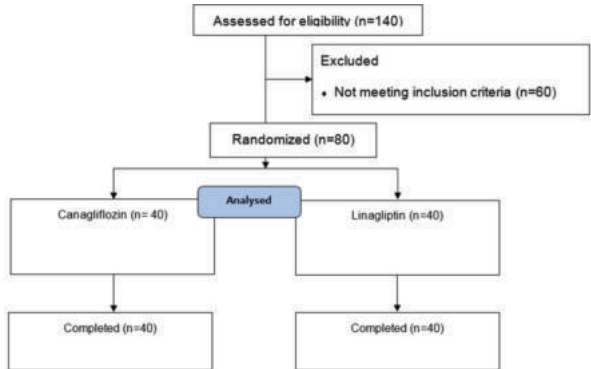 Assessed for eligibility (n=140)
Excluded
♦ Not meeting inclusion criteria (n=60)
Randomized (n=80)
Analysed
Canagliflozin (n= 40)
Linagliptin (n=40)
Completed (n=40)
Completed (n=40)